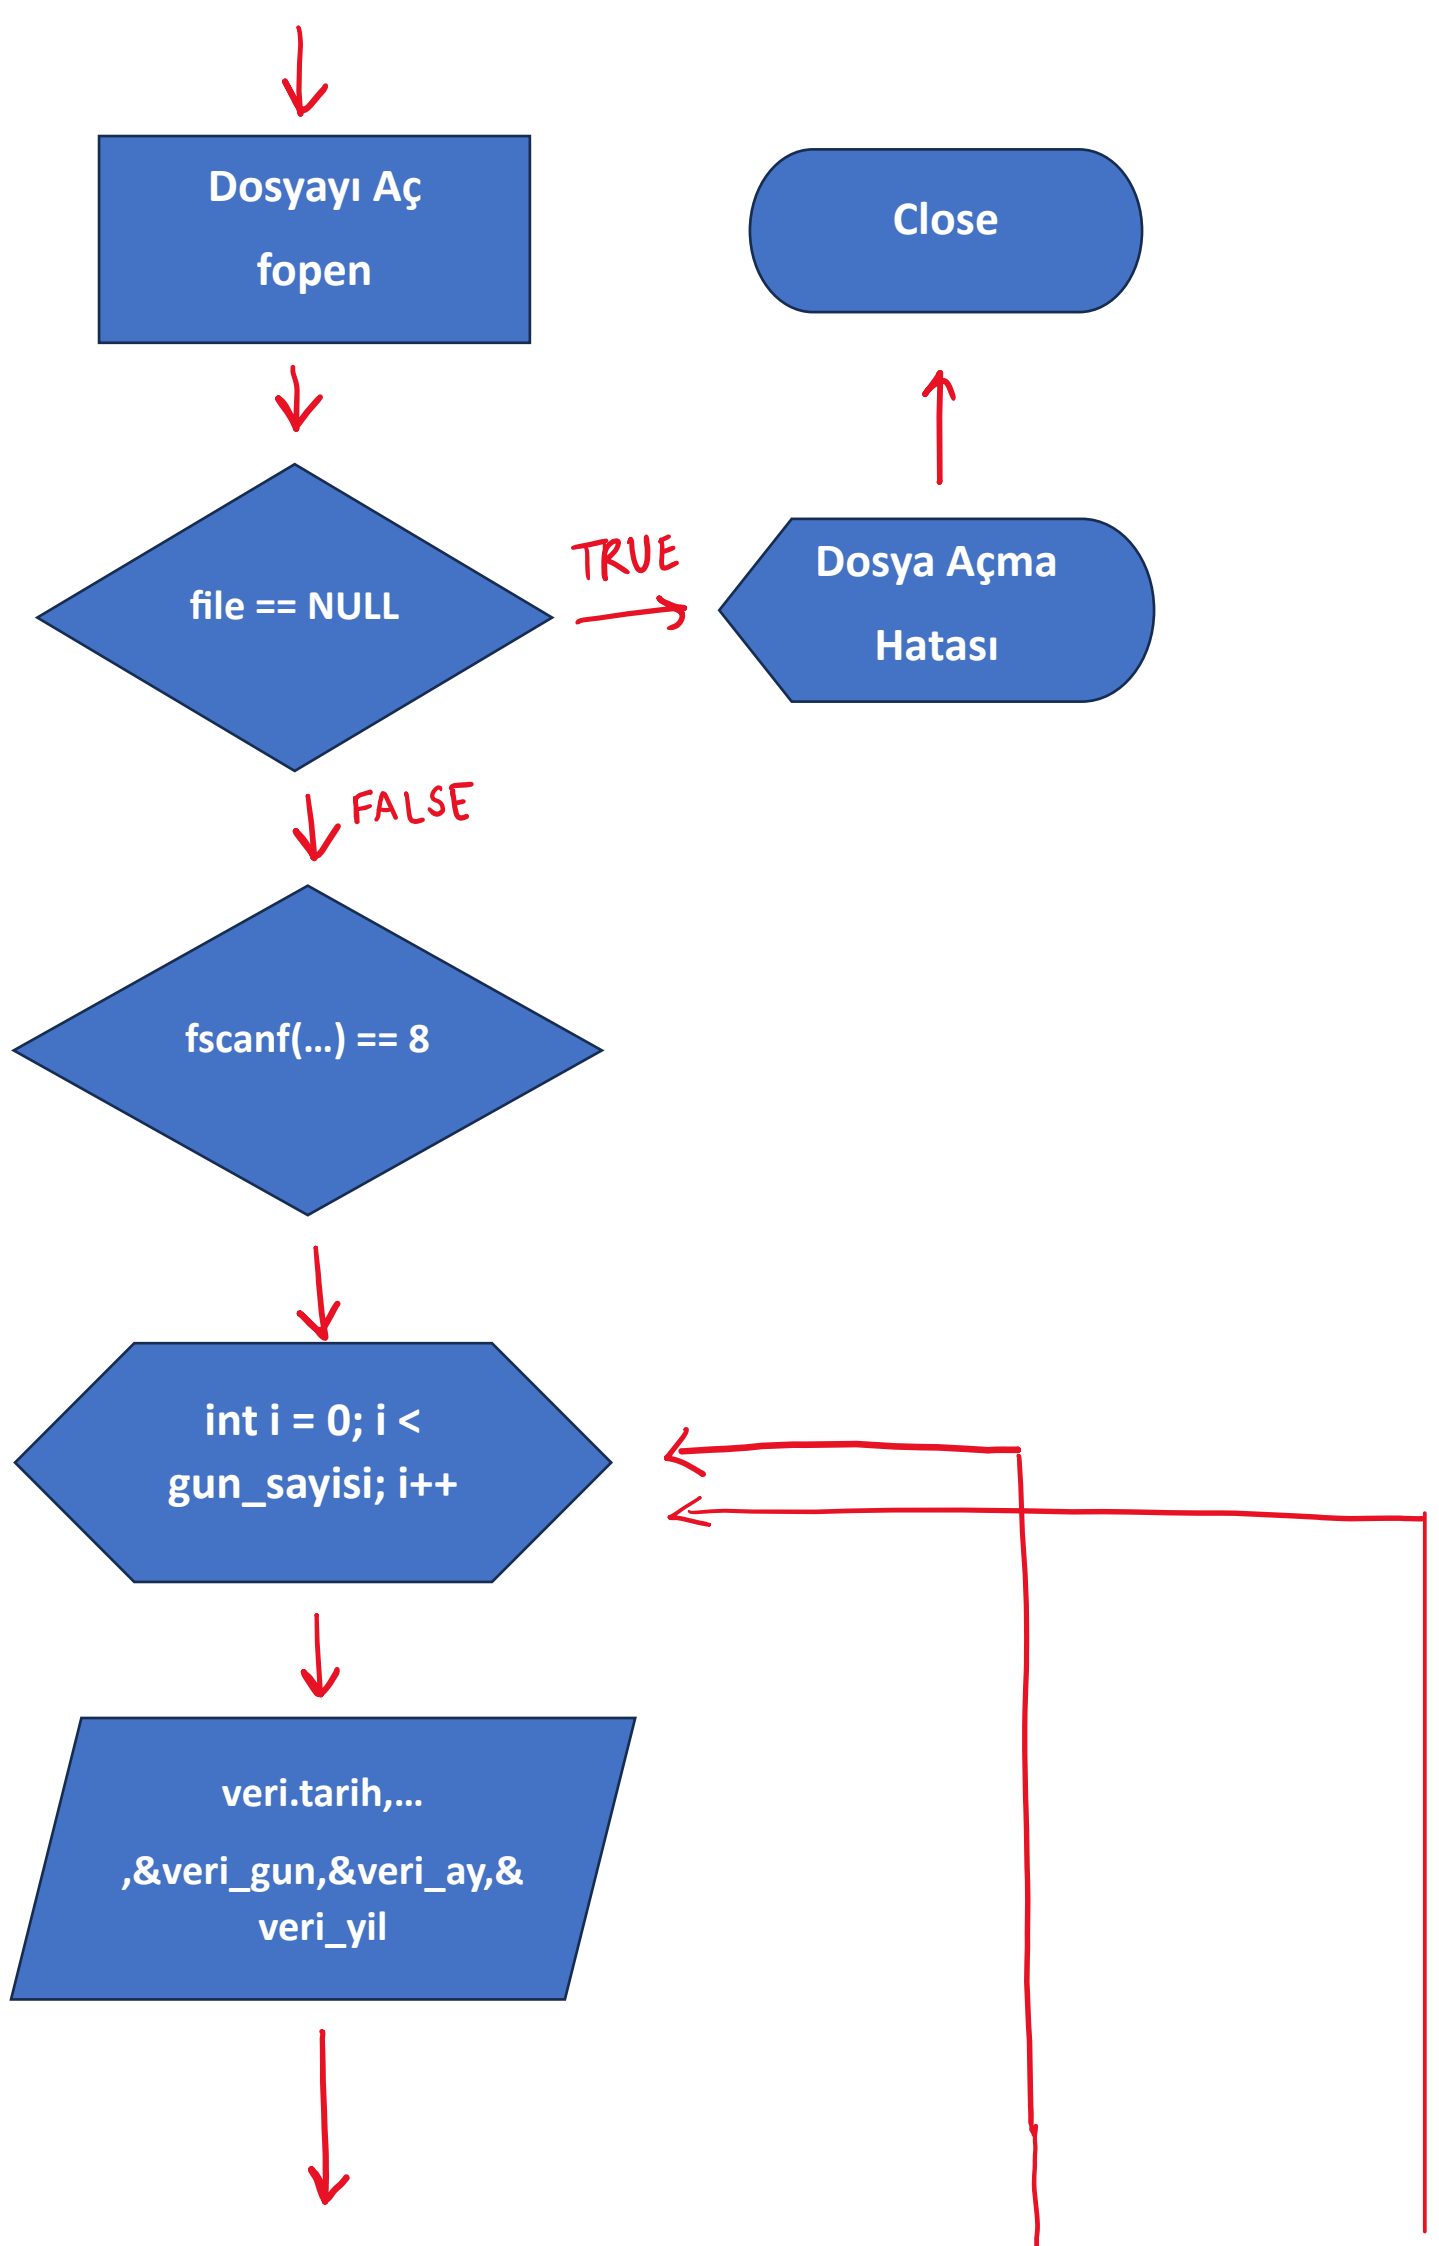 Dosyayı Aç
fopen
Close
file == NULL
TRUE
Dosya Açma
Hatası
FALSE
fscanf(...) == 8
int i = 0; i <
gun_sayisi; i++
veri.tarih,...
,&veri_gun,&veri_ay,&
veri_yil